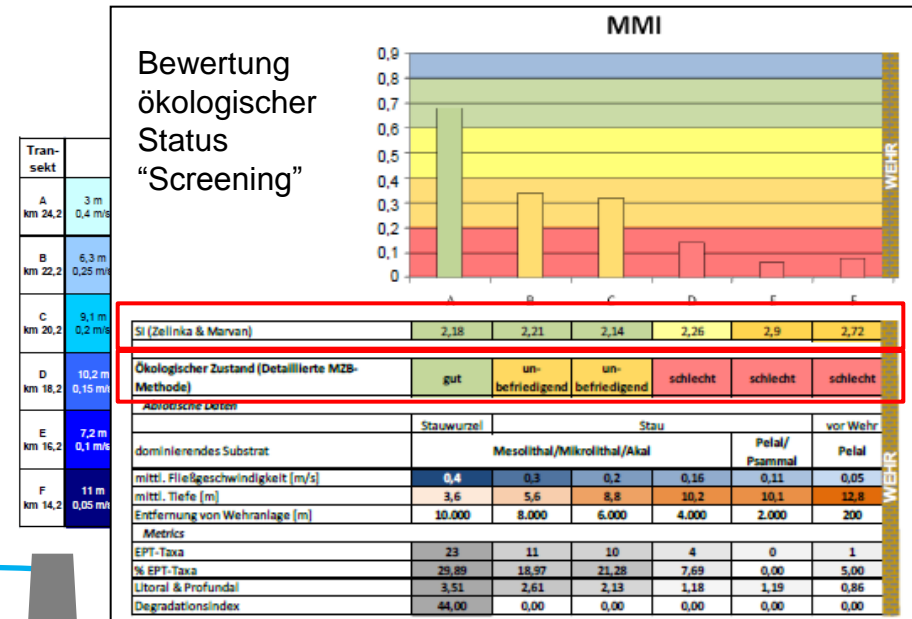 MMI
Bewertung
ökologischer
Status
“Screening”
0,9
0,8
0,7
0,6
0,5
0,4
0,3
0,2
0,1
0
WEHR
A B C D E F
Tran-
sekt
A 3 m
km 24,2 0,4 m/s
B 6,3 m
km 22,2 0,25 m/s
C 9,1 m
km 20,2 0,2 m/s
D 10,2 m
km 18,2 0,15 m/s
E 7,2 m
km 16,2 0,1 m/s
F 11 m
km 14,2 0,05 m/s
SI (Zelinka & Marvan) 2,18 2,21 2,14 2,26 2,9 2,72
Ökologischer Zustand (Detaillierte MZB-
Methode) gut un-
befriedigend un-
befriedigend schlecht schlecht schlecht
Abiotische Daten
Stauwurzel Stau vor Wehr
dominierendes Substrat Mesolithal/Mikrolithal/Akal Pelal/
Psammal Pelal
mittl. Fließgeschwindigkeit [m/s] 0,4 0,3 0,2 0,16 0,11 0,05
mittl. Tiefe [m] 3,6 5,6 8,8 10,2 10,1 12,8
Entfernung von Wehranlage [m] 10.000 8.000 6.000 4.000 2.000 200
WEHR
Metrics
EPT-Taxa 23 11 10 4 0 1
% EPT-Taxa 29,89 18,97 21,28 7,69 0,00 5,00
Litoral & Profundal 3,51 2,61 2,13 1,18 1,19 0,86
Degradationsindex 44,00 0,00 0,00 0,00 0,00 0,00